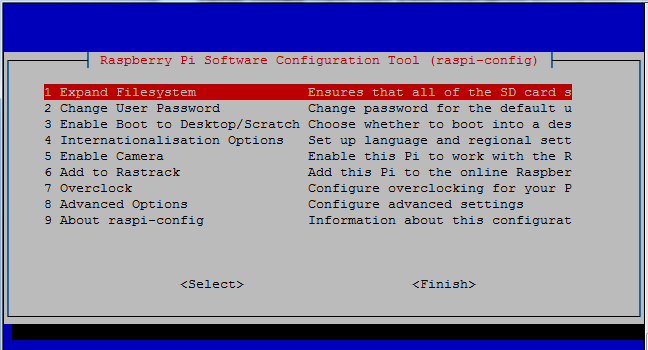 Raspberry Pi Software Configuration Tool (raspi-config)
1 Expand Filesystem Ensures that all of the SD card s
2 Change User Password Change password for the default u
3 Enable Boot to Desktop/Scratch Choose whether to boot into a des
4 Internationalisation Options Set up language and regional sett
5 Enable Camera Enable this Pi to work with the R
6 Add to Rastrack Add this Pi to the online Raspber
7 Overclock Configure overclocking for your P
8 Advanced Options Configure advanced settings
9 About raspi-config Information about this configurat
<Select> <Finish>